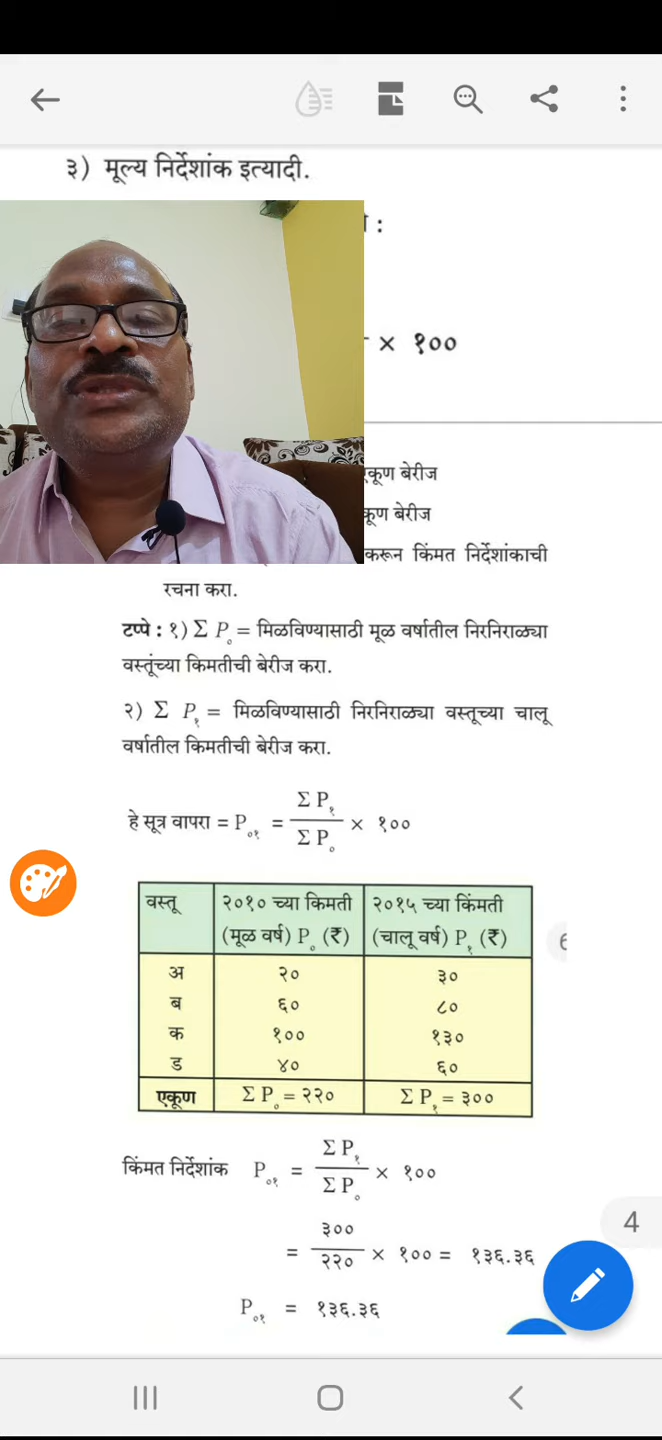 ३) मूल्य निर्देशांक इत्यादी.
:
× १००
एकूण बेरीज
कूण बेरीज
करून किंमत निर्देशांकाची
रचना करा.
टप्पे : १) Σ P₀ = मिळविण्यासाठी मूळ वर्षातील निरनिराळ्या
वस्तूंच्या किमतीची बेरीज करा.
२) Σ P₁ = मिळविण्यासाठी निरनिराळ्या वस्तूच्या चालू
वर्षातील किमतीची बेरीज करा.
हे सूत्र वापरा = P₀₁ = Σ P₁ / Σ P₀ × १००
वस्तू २०१० च्या किमती २०१५ च्या किंमती
(मूळ वर्ष) P₀ (₹) (चालू वर्ष) P₁ (₹)
अ २० ३०
ब ६० ८०
क १०० १३०
ड ४० ६०
एकूण Σ P₀ = २२० Σ P₁ = ३००
किंमत निर्देशांक P₀₁ = Σ P₁ / Σ P₀ × १००
= ३०० / २२० × १०० = १३६.३६
4
P₀₁ = १३६.३६